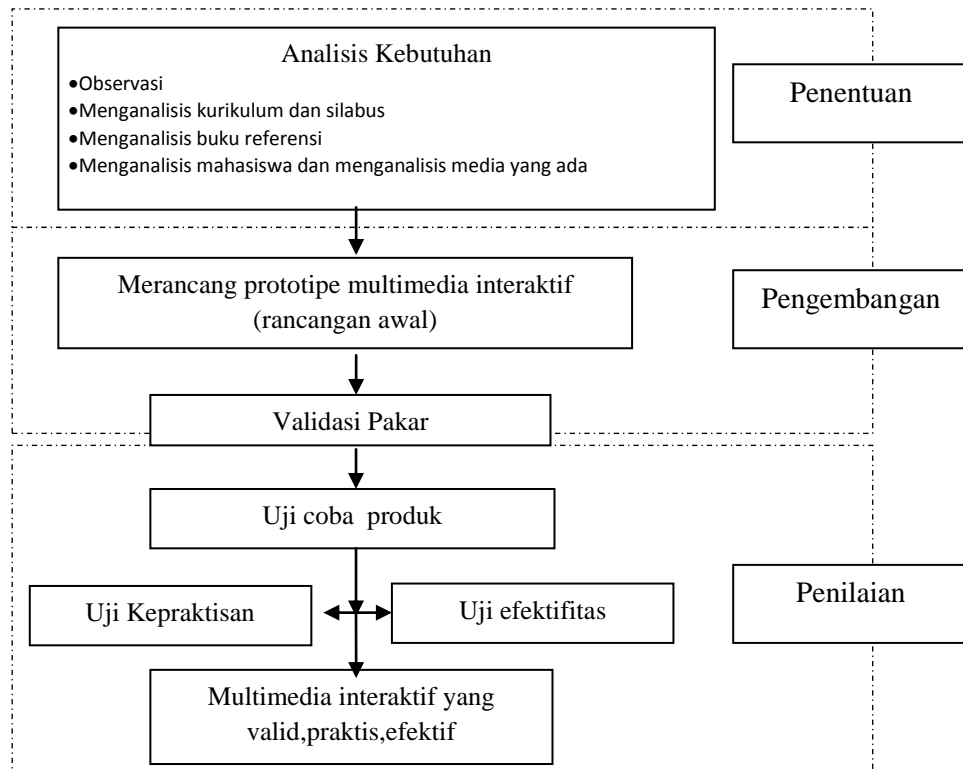 Analisis Kebutuhan
•Observasi
•Menganalisis kurikulum dan silabus
•Menganalisis buku referensi
•Menganalisis mahasiswa dan menganalisis media yang ada
Penentuan
Merancang prototipe multimedia interaktif
(rancangan awal)
Pengembangan
Validasi Pakar
Uji coba produk
Uji Kepraktisan
Uji efektifitas
Penilaian
Multimedia interaktif yang
valid,praktis,efektif